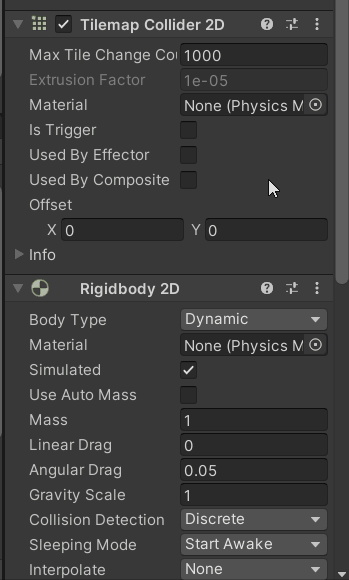 Tilemap Collider 2D
Max Tile Change Cou 1000
Extrusion Factor 1e-05
Material None (Physics M
Is Trigger
Used By Effector
Used By Composite
Offset
X 0 Y 0
Info
Rigidbody 2D
Body Type Dynamic
Material None (Physics M
Simulated
Use Auto Mass
Mass 1
Linear Drag 0
Angular Drag 0.05
Gravity Scale 1
Collision Detection Discrete
Sleeping Mode Start Awake
Interpolate None